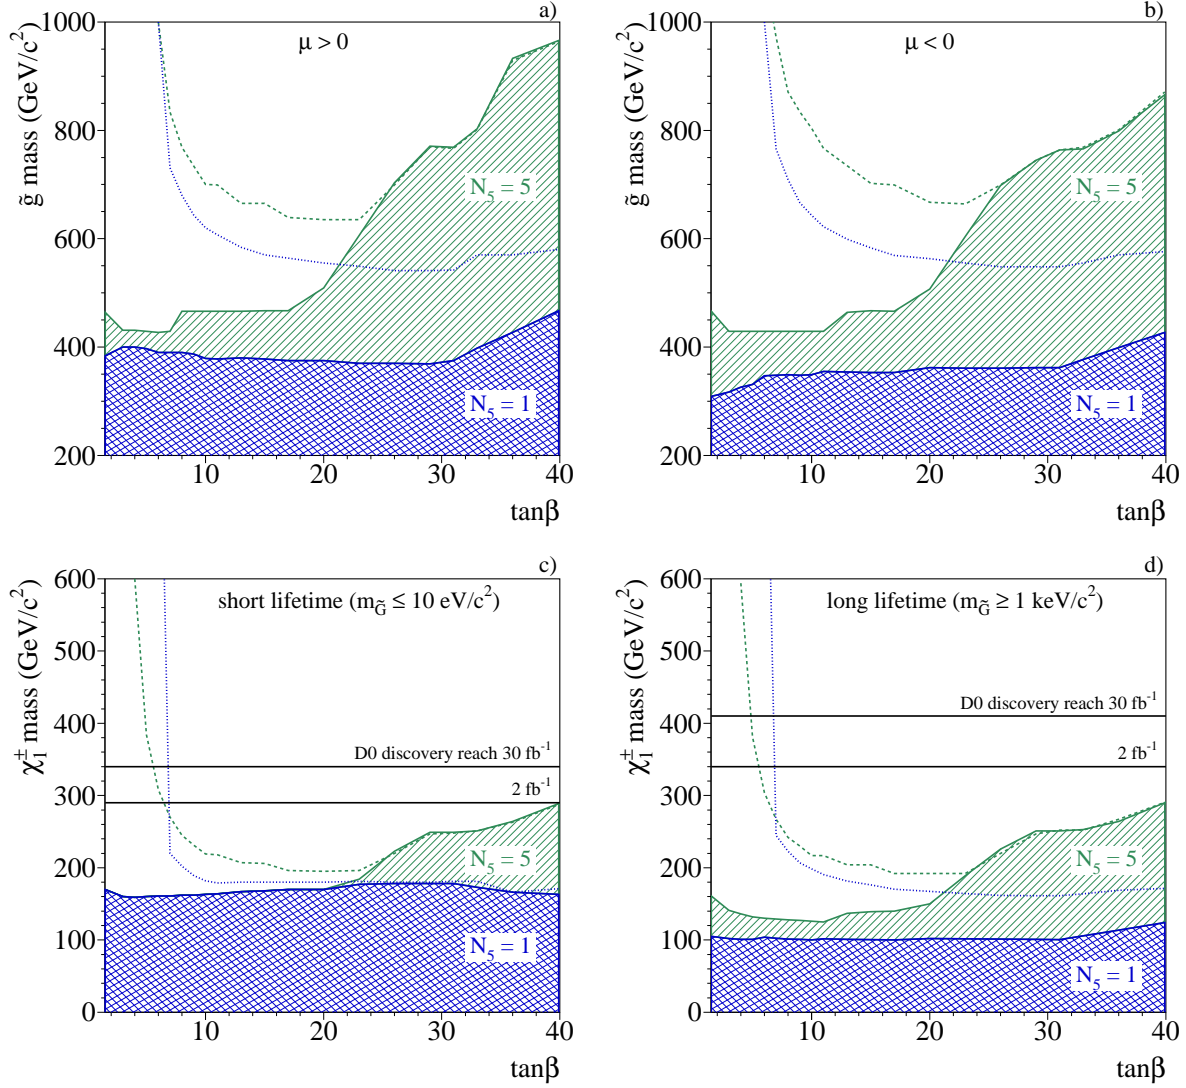 a)
μ > 0
g̃ mass (GeV/c²)
1000
800
600
400
200
N₅ = 5
N₅ = 1
10 20 30 40
tanβ
b)
μ < 0
g̃ mass (GeV/c²)
1000
800
600
400
200
N₅ = 5
N₅ = 1
10 20 30 40
tanβ
c)
short lifetime (m_G̃ ≤ 10 eV/c²)
χ₁± mass (GeV/c²)
600
500
400
300
200
100
0
D0 discovery reach 30 fb⁻¹
2 fb⁻¹
N₅ = 5
N₅ = 1
10 20 30 40
tanβ
d)
long lifetime (m_G̃ ≥ 1 keV/c²)
χ₁± mass (GeV/c²)
600
500
400
300
200
100
0
D0 discovery reach 30 fb⁻¹
2 fb⁻¹
N₅ = 5
N₅ = 1
10 20 30 40
tanβ